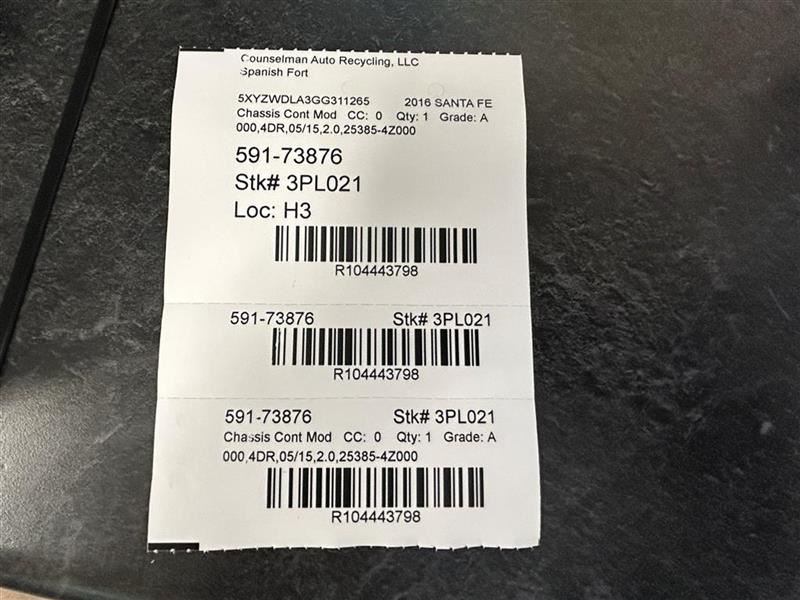 Counselman Auto Recycling, LLC
Spanish Fort
5XYZWDLA3GG311265 2016 SANTA FE
Chassis Cont Mod CC: 0 Qty: 1 Grade: A
000,4DR,05/15,2.0,25385-4Z000
591-73876
Stk# 3PL021
Loc: H3
R104443798
591-73876 Stk# 3PL021
R104443798
591-73876 Stk# 3PL021
Chassis Cont Mod CC: 0 Qty: 1 Grade: A
000,4DR,05/15,2.0,25385-4Z000
R104443798